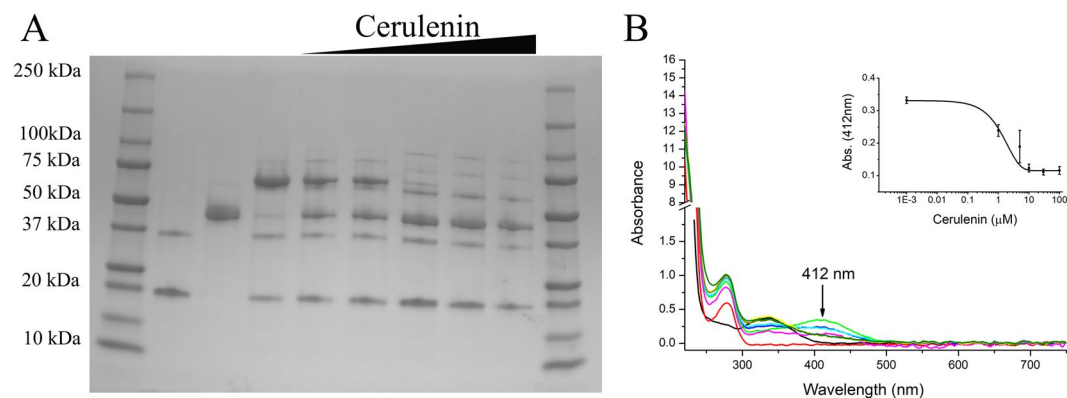 A
Cerulenin
250 kDa
100kDa
75 kDa
50 kDa
37 kDa
20 kDa
10 kDa
B
16
15
14
13
12
11
10
9
8
1.5
1.0
0.5
0.0
Absorbance
412 nm
300
400
500
600
700
Wavelength (nm)
0.4
0.3
0.2
0.1
Abs. (412nm)
1E-3
0.01
0.1
1
10
100
Cerulenin (μM)